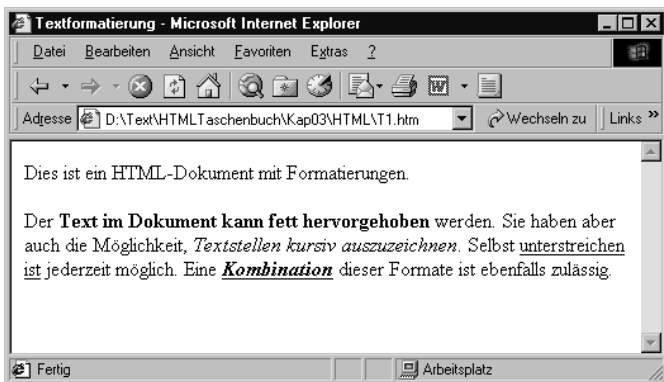 Textformatierung - Microsoft Internet Explorer
Datei Bearbeiten Ansicht Favoriten Extras ?
Adresse D:\Text\HTMLTaschenbuch\Kap03\HTML\T1.htm Wechseln zu Links »
Dies ist ein HTML-Dokument mit Formatierungen.
Der Text im Dokument kann fett hervorgehoben werden. Sie haben aber
auch die Möglichkeit, Textstellen kursiv auszuzeichnen. Selbst unterstreichen
ist jederzeit möglich. Eine Kombination dieser Formate ist ebenfalls zulässig.
Fertig Arbeitsplatz